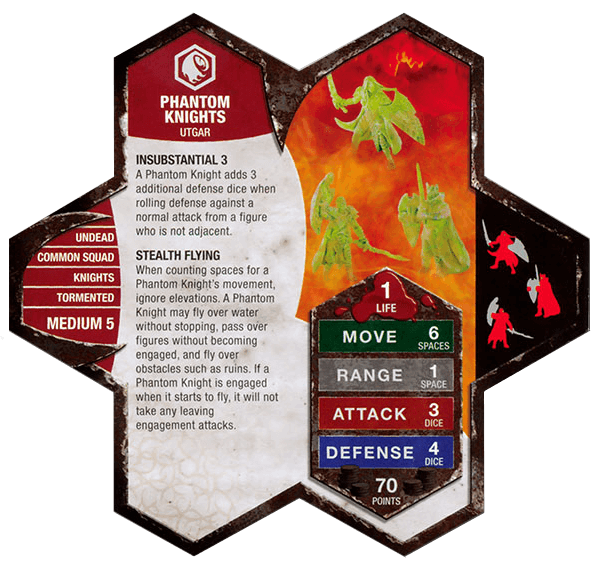 PHANTOM
KNIGHTS
UTGAR
INSUBSTANTIAL 3
A Phantom Knight adds 3
additional defense dice when
rolling defense against a
normal attack from a figure
who is not adjacent.
STEALTH FLYING
When counting spaces for a
Phantom Knight's movement,
ignore elevations. A Phantom
Knight may fly over water
without stopping, pass over
figures without becoming
engaged, and fly over
obstacles such as ruins. If a
Phantom Knight is engaged
when it starts to fly, it will not
take any leaving
engagement attacks.
UNDEAD
COMMON SQUAD
KNIGHTS
TORMENTED
MEDIUM 5
1
LIFE
MOVE 6
SPACES
RANGE 1
SPACE
ATTACK 3
DICE
DEFENSE 4
DICE
70
POINTS